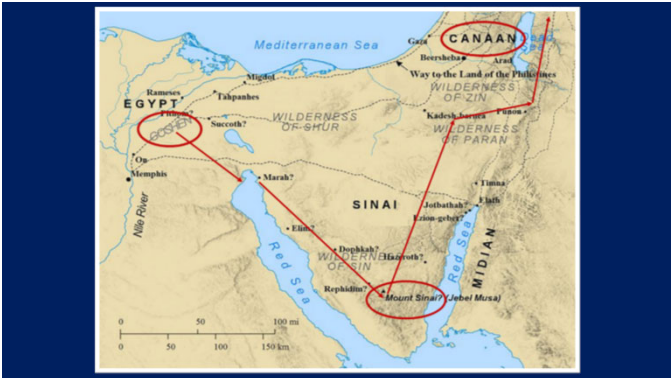 Mediterranean Sea
Gaza
CANAAN
Dead
Sea
Beersheba
Arad
Way to the Land of the Philistines
Migdol
Rameses
Tahpanhes
EGYPT
WILDERNESS
OF ZIN
GOSHEN
Succoth?
WILDERNESS
OF SHUR
Kadesh-barnea
Punon
WILDERNESS
OF PARAN
On
Memphis
Marah?
Timna
SINAI
Jotbathah?
Elath
Ezion-geber?
Nile River
Elim?
Red Sea
Dophkah?
Hazeroth?
WILDERNESS
OF SIN
Red Sea
MIDIAN
Rephidim?
Mount Sinai? (Jebel Musa)
0 50 100 mi
0 50 100 150 km